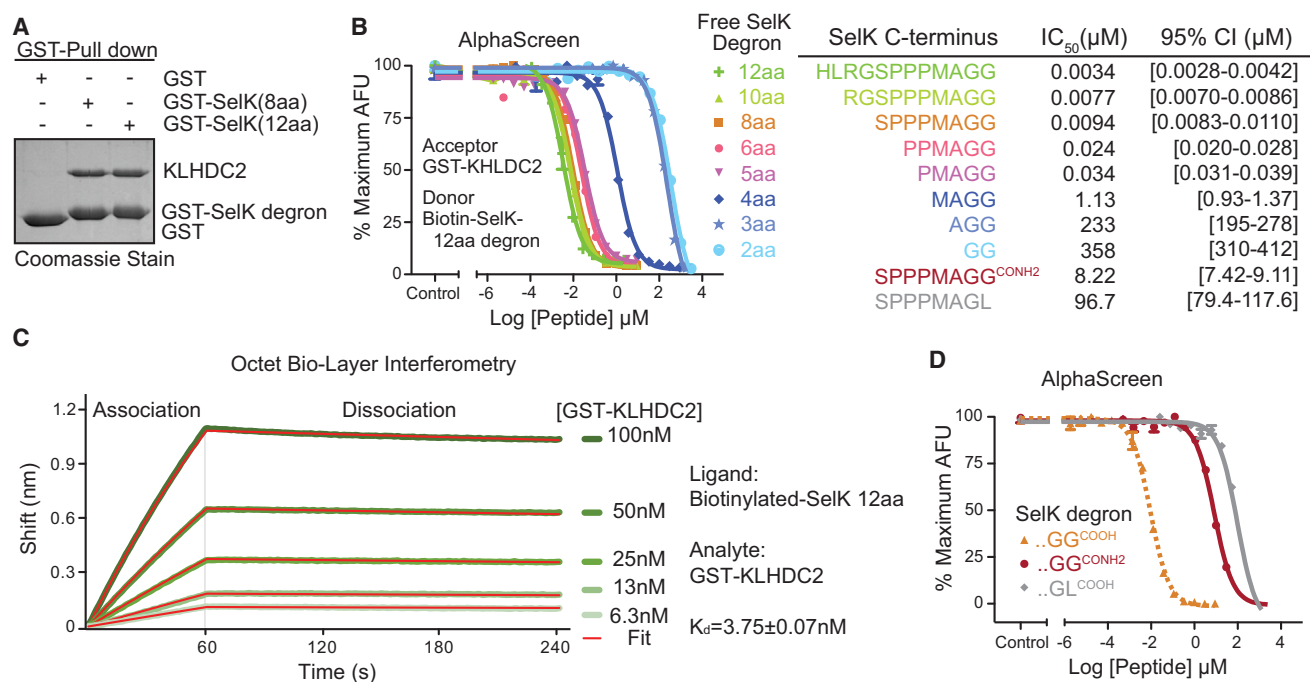 A
GST-Pull down
+ - - GST
- + - GST-SelK(8aa)
- - + GST-SelK(12aa)
KLHDC2
GST-SelK degron
GST
Coomassie Stain
B
AlphaScreen
% Maximum AFU
100
75
50
25
0
Acceptor
GST-KHLDC2
Donor
Biotin-SelK-
12aa degron
Control -6 -4 -2 0 2 4
Log [Peptide] µM
Free SelK
Degron
12aa
10aa
8aa
6aa
5aa
4aa
3aa
2aa
SelK C-terminus IC50(µM) 95% CI (µM)
HLRGSPPPMAGG 0.0034 [0.0028-0.0042]
RGSPPPMAGG 0.0077 [0.0070-0.0086]
SPPPMAGG 0.0094 [0.0083-0.0110]
PPMAGG 0.024 [0.020-0.028]
PMAGG 0.034 [0.031-0.039]
MAGG 1.13 [0.93-1.37]
AGG 233 [195-278]
GG 358 [310-412]
SPPPMAGGCONH2 8.22 [7.42-9.11]
SPPPMAGL 96.7 [79.4-117.6]
C
Octet Bio-Layer Interferometry
Association Dissociation
[GST-KLHDC2]
Shift (nm)
1.2
0.9
0.6
0.3
0
60 120 180 240
Time (s)
100nM
50nM
25nM
13nM
6.3nM
Fit
Ligand:
Biotinylated-SelK 12aa
Analyte:
GST-KLHDC2
Kd=3.75±0.07nM
D
AlphaScreen
% Maximum AFU
100
75
50
25
0
SelK degron
..GGCOOH
..GGCONH2
..GLCOOH
Control -6 -4 -2 0 2 4
Log [Peptide] µM